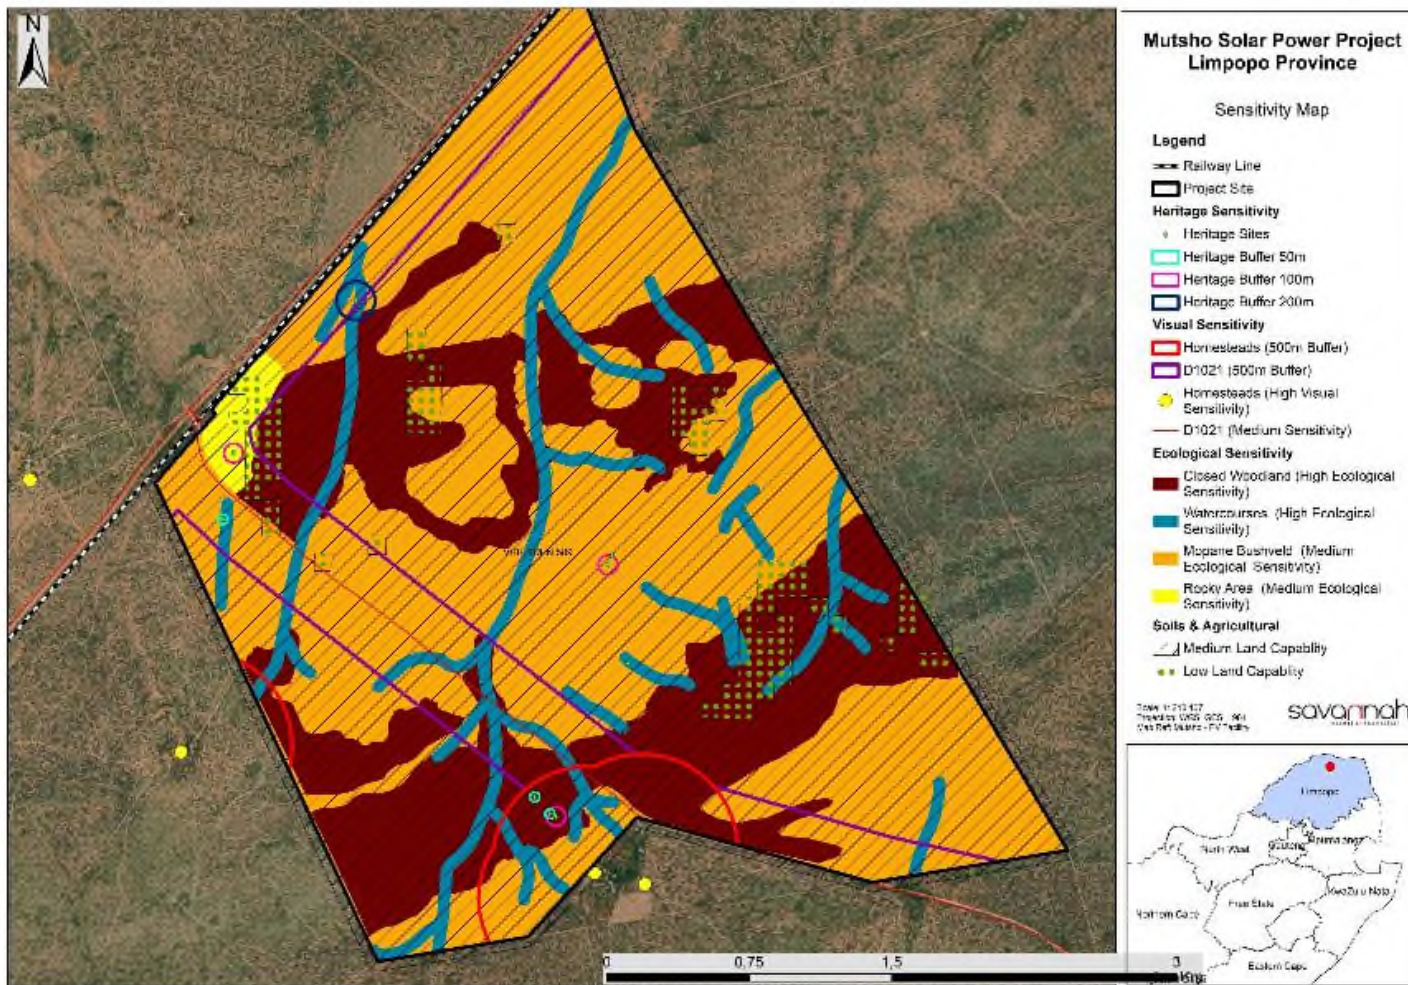 N
Mutsho Solar Power Project
Limpopo Province
Sensitivity Map
Legend
Railway Line
Project Site
Heritage Sensitivity
Heritage Sites
Heritage Buffer 50m
Heritage Buffer 100m
Heritage Buffer 200m
Visual Sensitivity
Homesteads (500m Buffer)
D1021 (500m Buffer)
Homesteads (High Visual
Sensitivity)
D1021 (Medium Sensitivity)
Ecological Sensitivity
Closed Woodland (High Ecological
Sensitivity)
Watercourses (High Ecological
Sensitivity)
Mopane Bushveld (Medium
Ecological Sensitivity)
Rocky Area (Medium Ecological
Sensitivity)
Soils & Agricultural
Medium Land Capablity
Low Land Capablity
savannah
Limpopo
North West
Gauteng
Mpumalanga
Free State
KwaZulu Natal
Northern Cape
Eastern Cape
0
0,75
1,5
3